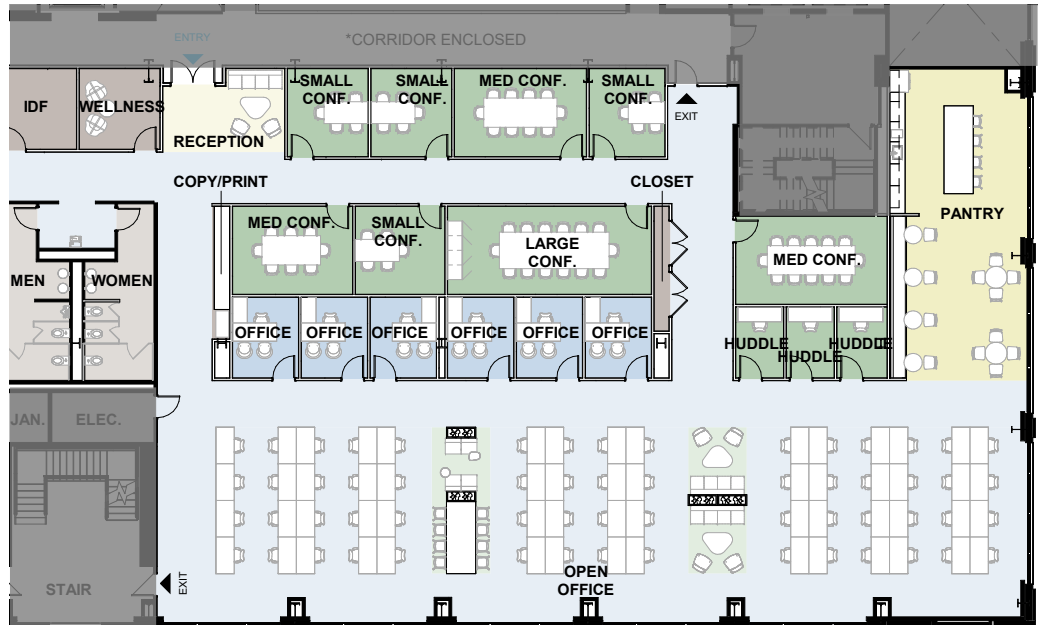 ENTRY
*CORRIDOR ENCLOSED
IDF
WELLNESS
RECEPTION
SMALL
CONF.
SMALL
CONF.
MED CONF.
SMALL
CONF.
EXIT
COPY/PRINT
CLOSET
PANTRY
MEN
WOMEN
MED CONF.
SMALL
CONF.
LARGE
CONF.
MED CONF.
OFFICE
OFFICE
OFFICE
OFFICE
OFFICE
OFFICE
HUDDLE
HUDDLE
HUDDLE
JAN.
ELEC.
STAIR
EXIT
OPEN
OFFICE